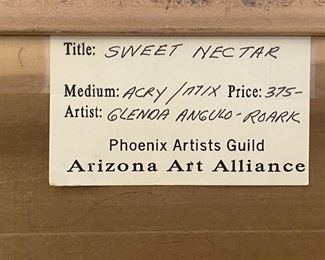 Title: SWEET NECTAR
Medium: ACRY/MIX Price: 375-
Artist: GLENDA ANGULO-ROARK
Phoenix Artists Guild
Arizona Art Alliance